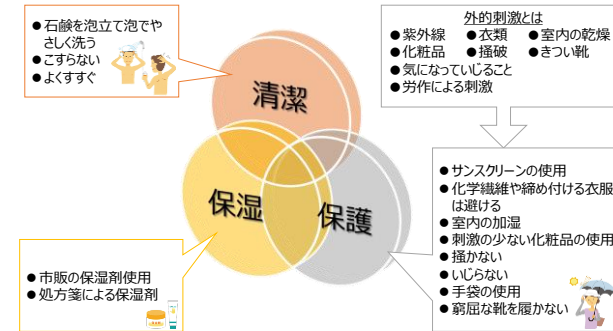 ● 石鹸を泡立て泡でや
さしく洗う
● こすらない
● よくすすぐ
外的刺激とは
● 紫外線 ● 衣類 ● 室内の乾燥
● 化粧品 ● 掻破 ● きつい靴
● 気になっていじること
● 労作による刺激
清潔
保湿
保護
● サンスクリーンの使用
● 化学繊維や締め付ける衣服
は避ける
● 室内の加湿
● 刺激の少ない化粧品の使用
● 掻かない
● いじらない
● 手袋の使用
● 窮屈な靴を履かない
● 市販の保湿剤使用
● 処方箋による保湿剤